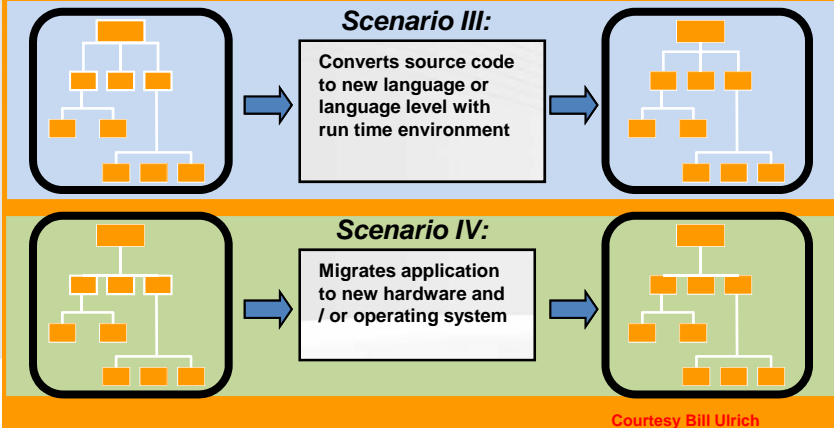 Scenario III:
Converts source code
to new language or
language level with
run time environment
Scenario IV:
Migrates application
to new hardware and
/ or operating system
Courtesy Bill Ulrich